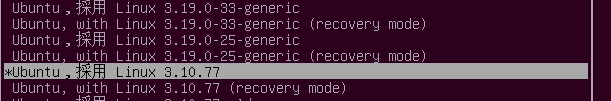 Ubuntu，採用 Linux 3.19.0-33-generic
Ubuntu, with Linux 3.19.0-33-generic (recovery mode)
Ubuntu，採用 Linux 3.19.0-25-generic
Ubuntu, with Linux 3.19.0-25-generic (recovery mode)
*Ubuntu，採用 Linux 3.10.77
Ubuntu, with Linux 3.10.77 (recovery mode)